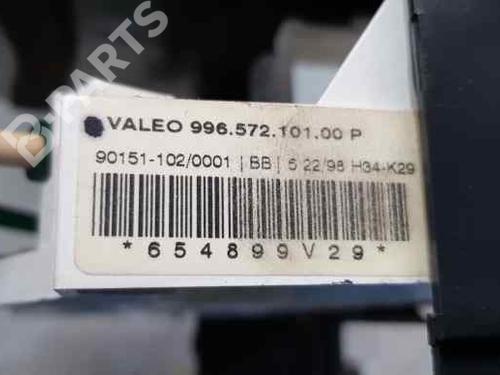 B-PARTS
VALEO 996.572.101.00 P
90151-102/0001 | BB | 5 22/98 H34-K29
*654899V29*